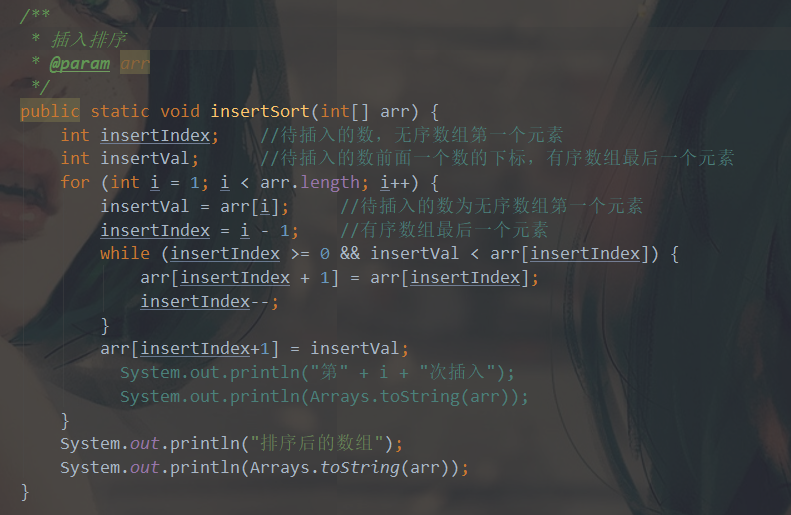 /**
 * 插入排序
 * @param arr
 */
public static void insertSort(int[] arr) {
    int insertIndex;    //待插入的数，无序数组第一个元素
    int insertVal;      //待插入的数前面一个数的下标，有序数组最后一个元素
    for (int i = 1; i < arr.length; i++) {
        insertVal = arr[i];     //待插入的数为无序数组第一个元素
        insertIndex = i - 1;    //有序数组最后一个元素
        while (insertIndex >= 0 && insertVal < arr[insertIndex]) {
            arr[insertIndex + 1] = arr[insertIndex];
            insertIndex--;
        }
        arr[insertIndex+1] = insertVal;
          System.out.println("第" + i + "次插入");
          System.out.println(Arrays.toString(arr));
    }
    System.out.println("排序后的数组");
    System.out.println(Arrays.toString(arr));
}